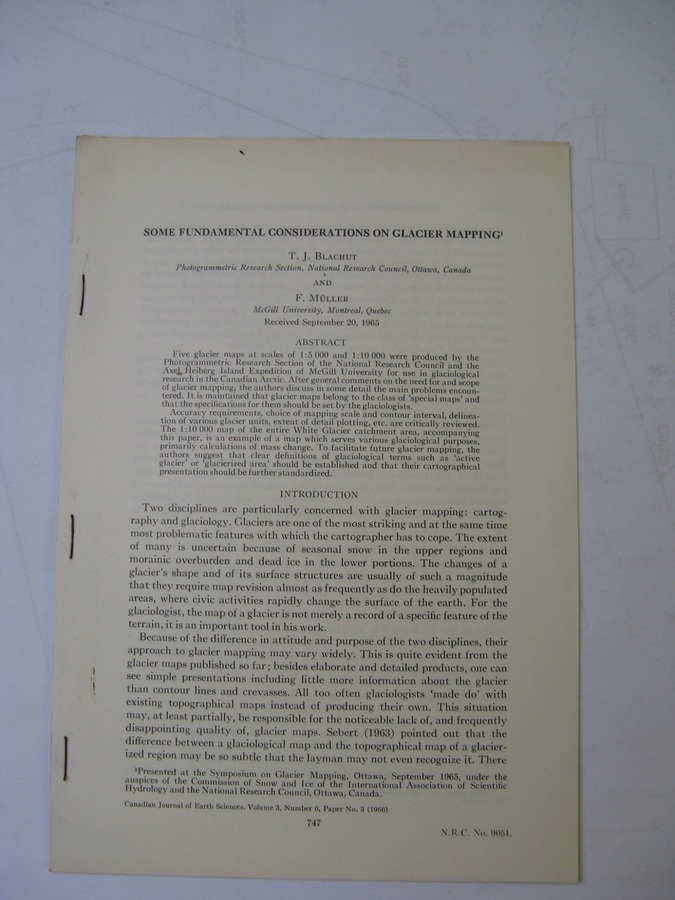 SOME FUNDAMENTAL CONSIDERATIONS ON GLACIER MAPPING¹
T. J. BLACHUT
Photogrammetric Research Section, National Research Council, Ottawa, Canada
AND
F. MÜLLER
McGill University, Montreal, Quebec
Received September 20, 1965
ABSTRACT
Five glacier maps at scales of 1:5 000 and 1:10 000 were produced by the
Photogrammetric Research Section of the National Research Council and the
Axel Heiberg Island Expedition of McGill University for use in glaciological
research in the Canadian Arctic. After general comments on the need for and scope
of glacier mapping, the authors discuss in some detail the main problems encoun-
tered. It is maintained that glacier maps belong to the class of 'special maps' and
that the specifications for them should be set by the glaciologists.
Accuracy requirements, choice of mapping scale and contour interval, delinea-
tion of various glacier units, extent of detail plotting, etc. are critically reviewed.
The 1:10 000 map of the entire White Glacier catchment area, accompanying
this paper, is an example of a map which serves various glaciological purposes,
primarily calculations of mass change. To facilitate future glacier mapping, the
authors suggest that clear definitions of glaciological terms such as 'active
glacier' or 'glacierized area' should be established and that their cartographical
presentation should be further standardized.
INTRODUCTION
Two disciplines are particularly concerned with glacier mapping: cartog-
raphy and glaciology. Glaciers are one of the most striking and at the same time
most problematic features with which the cartographer has to cope. The extent
of many is uncertain because of seasonal snow in the upper regions and
morainic overburden and dead ice in the lower portions. The changes of a
glacier's shape and of its surface structures are usually of such a magnitude
that they require map revision almost as frequently as do the heavily populated
areas, where civic activities rapidly change the surface of the earth. For the
glaciologist, the map of a glacier is not merely a record of a specific feature of the
terrain, it is an important tool in his work.
Because of the difference in attitude and purpose of the two disciplines, their
approach to glacier mapping may vary widely. This is quite evident from the
glacier maps published so far; besides elaborate and detailed products, one can
see simple presentations including little more information about the glacier
than contour lines and crevasses. All too often glaciologists 'made do' with
existing topographical maps instead of producing their own. This situation
may, at least partially, be responsible for the noticeable lack of, and frequently
disappointing quality of, glacier maps. Sebert (1963) pointed out that the
difference between a glaciological map and the topographical map of a glacier-
ized region may be so subtle that the layman may not even recognize it. There
¹Presented at the Symposium on Glacier Mapping, Ottawa, September 1965, under the
auspices of the Commission of Snow and Ice of the International Association of Scientific
Hydrology and the National Research Council, Ottawa, Canada.
Canadian Journal of Earth Sciences. Volume 3, Number 6, Paper No. 3 (1966)
747
N.R.C. No. 9051.